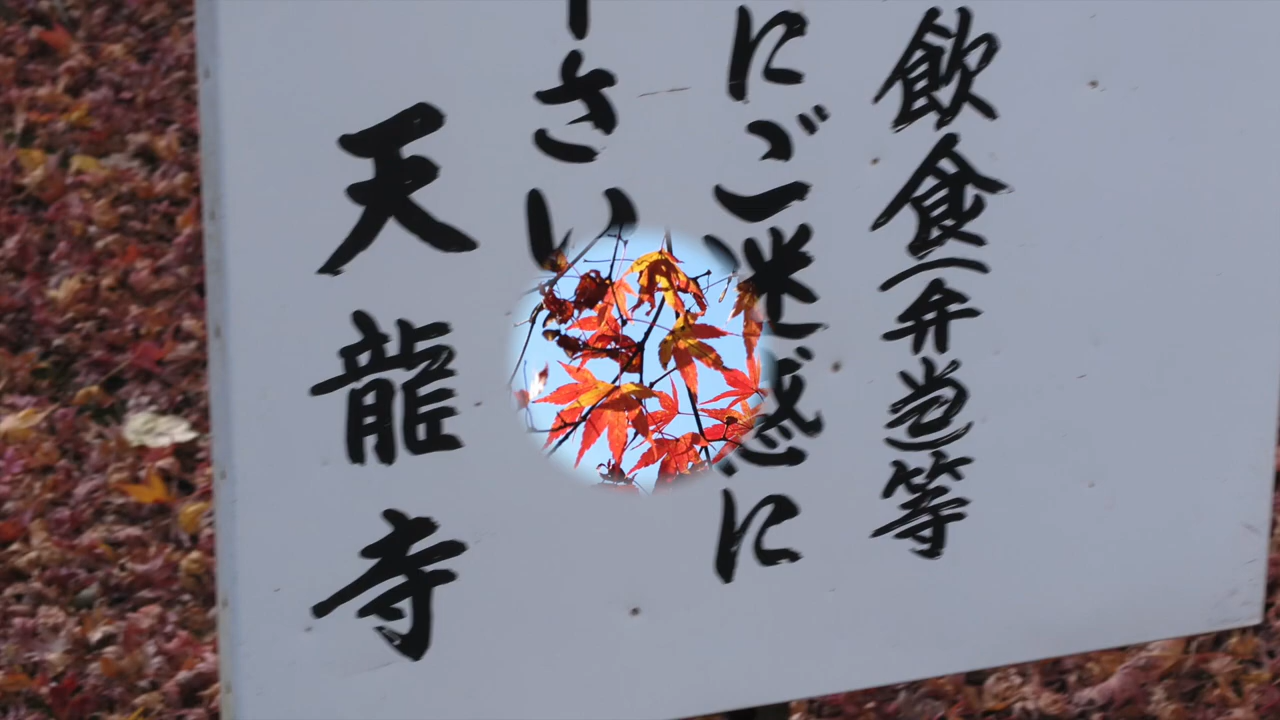 飲食(弁当)等
にご迷惑に
さい
天龍寺